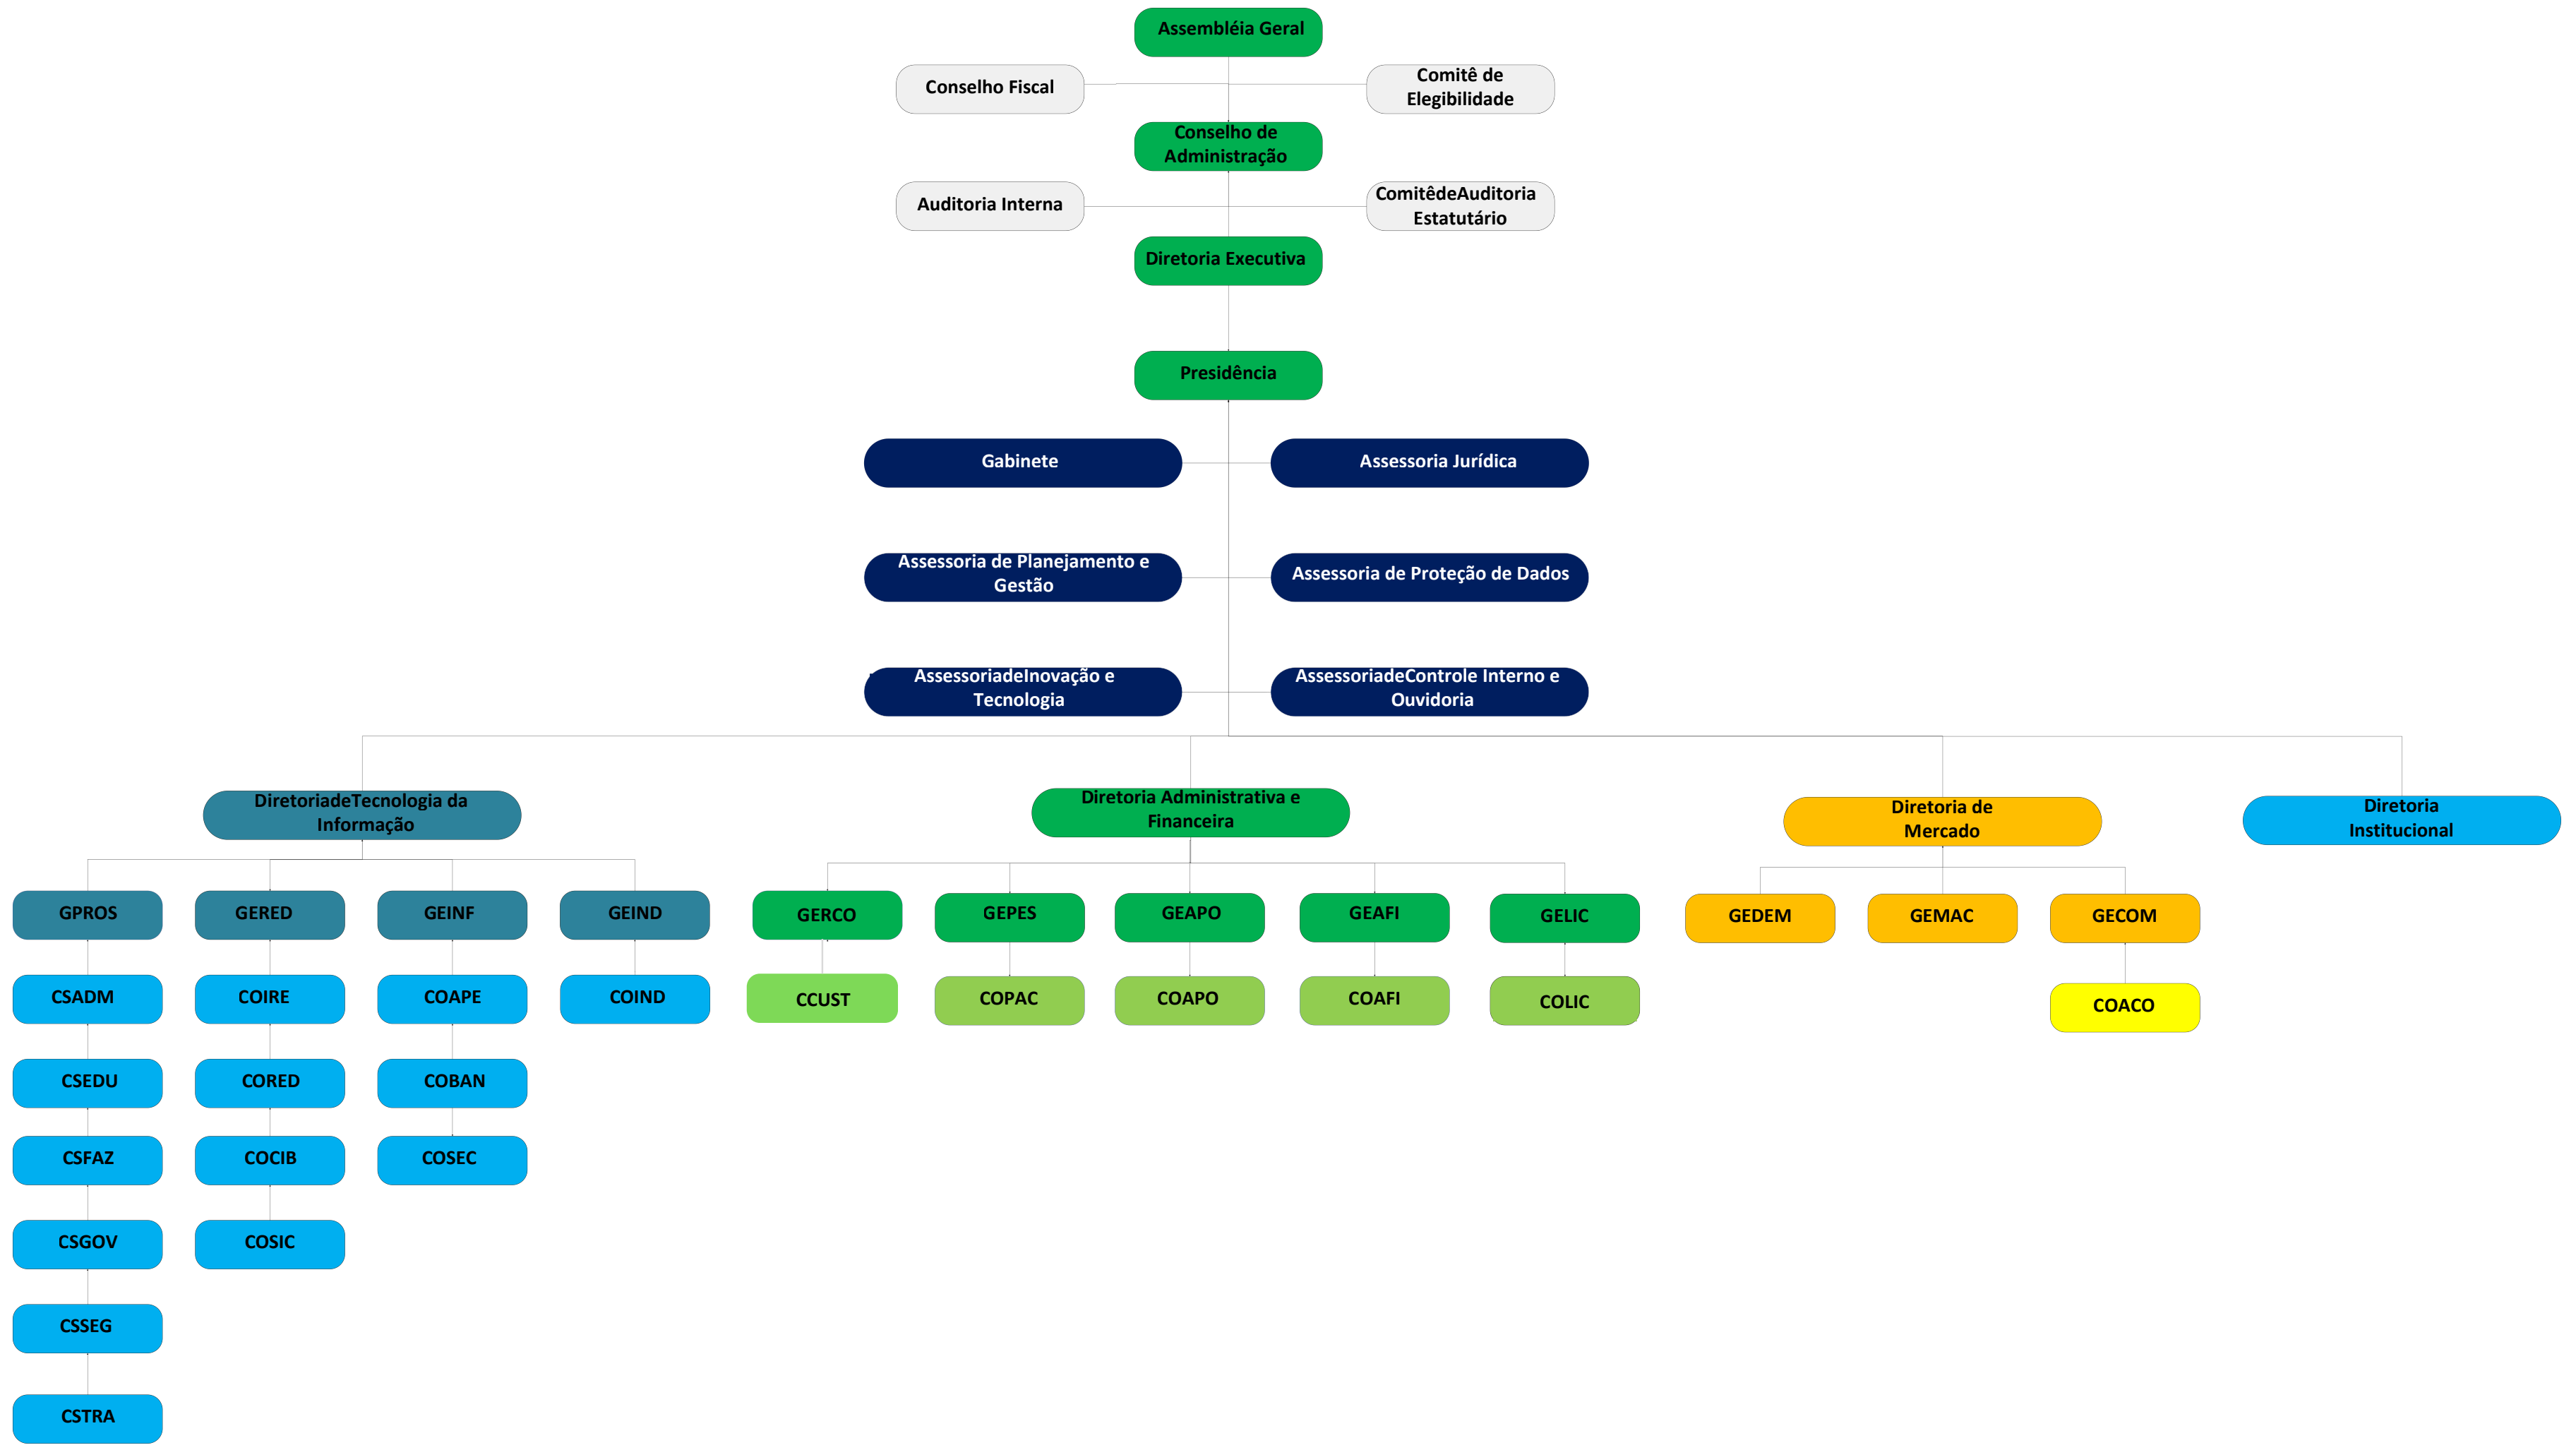 Assembléia Geral
Conselho Fiscal
Comitê de
Elegibilidade
Conselho de
Administração
Auditoria Interna
ComitêdeAuditoria
Estatutário
Diretoria Executiva
Presidência
Gabinete
Assessoria Jurídica
Assessoria de Planejamento e
Gestão
Assessoria de Proteção de Dados
AssessoriadeInovação e
Tecnologia
AssessoriadeControle Interno e
Ouvidoria
DiretoriadeTecnologia da
Informação
Diretoria Administrativa e
Financeira
Diretoria de
Mercado
Diretoria
Institucional
GPROS
GERED
GEINF
GEIND
GERCO
GEPES
GEAPO
GEAFI
GELIC
GEDEM
GEMAC
GECOM
CSADM
COIRE
COAPE
COIND
CCUST
COPAC
COAPO
COAFI
COLIC
COACO
CSEDU
CORED
COBAN
CSFAZ
COCIB
COSEC
CSGOV
COSIC
CSSEG
CSTRA